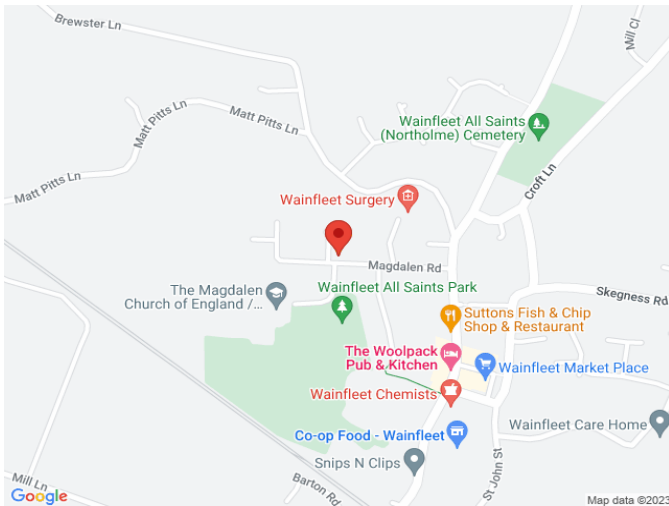 Brewster Ln
Mill Cl
Matt Pitts Ln
Matt Pitts Ln
Wainfleet All Saints
(Northolme) Cemetery
Croft Ln
Matt Pitts Ln
Wainfleet Surgery
Magdalen Rd
The Magdalen
Church of England /...
Wainfleet All Saints Park
Skegness Rd
Suttons Fish & Chip
Shop & Restaurant
The Woolpack
Pub & Kitchen
Wainfleet Market Place
Wainfleet Chemists
Wainfleet Care Home
Co-op Food - Wainfleet
Snips N Clips
St John St
Mill Ln
Barton Rd
Google
Map data ©2023